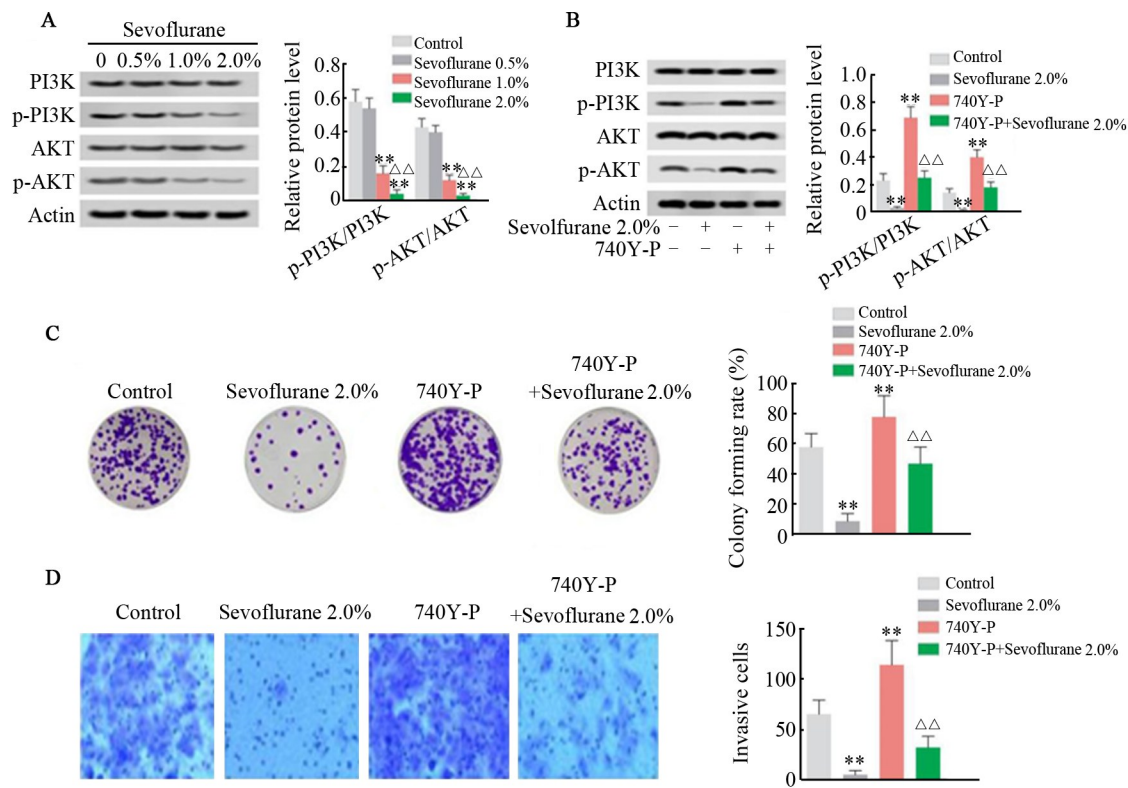 A
Sevoflurane
0 0.5% 1.0% 2.0%
PI3K
p-PI3K
AKT
p-AKT
Actin
Relative protein level
0.8
0.6
0.4
0.2
0
Control
Sevoflurane 0.5%
Sevoflurane 1.0%
Sevoflurane 2.0%
** △△ **
** △△ **
p-PI3K/PI3K
p-AKT/AKT
B
PI3K
p-PI3K
AKT
p-AKT
Actin
Sevolfurane 2.0% − + − +
740Y-P − − + +
Relative protein level
1.0
0.8
0.6
0.4
0.2
0
Control
Sevoflurane 2.0%
740Y-P
740Y-P+Sevoflurane 2.0%
** ** △△
** ** △△
p-PI3K/PI3K
p-AKT/AKT
C
Control
Sevoflurane 2.0%
740Y-P
740Y-P
+Sevoflurane 2.0%
Colony forming rate (%)
100
80
60
40
20
0
Control
Sevoflurane 2.0%
740Y-P
740Y-P+Sevoflurane 2.0%
** ** △△
D
Control
Sevoflurane 2.0%
740Y-P
740Y-P
+Sevoflurane 2.0%
Invasive cells
150
100
50
0
Control
Sevoflurane 2.0%
740Y-P
740Y-P+Sevoflurane 2.0%
** ** △△